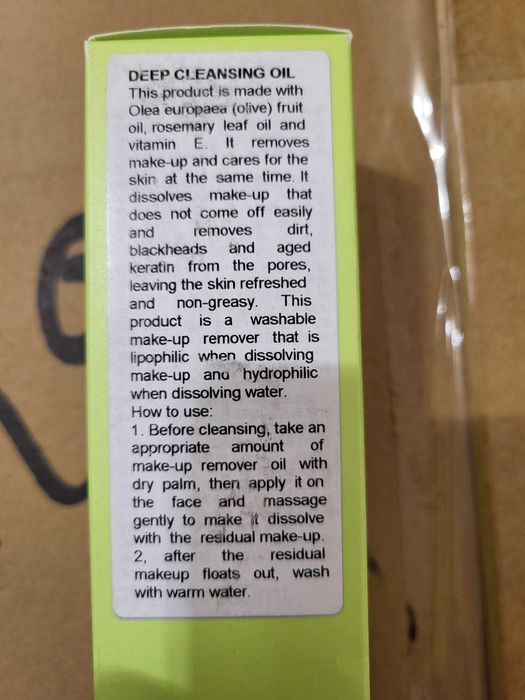 DEEP CLEANSING OIL
This product is made with
Olea europaea (olive) fruit
oil, rosemary leaf oil and
vitamin E. It removes
make-up and cares for the
skin at the same time. It
dissolves make-up that
does not come off easily
and removes dirt,
blackheads and aged
keratin from the pores,
leaving the skin refreshed
and non-greasy. This
product is a washable
make-up remover that is
lipophilic when dissolving
make-up and hydrophilic
when dissolving water.
How to use:
1. Before cleansing, take an
appropriate amount of
make-up remover oil with
dry palm, then apply it on
the face and massage
gently to make it dissolve
with the residual make-up.
2, after the residual
makeup floats out, wash
with warm water.